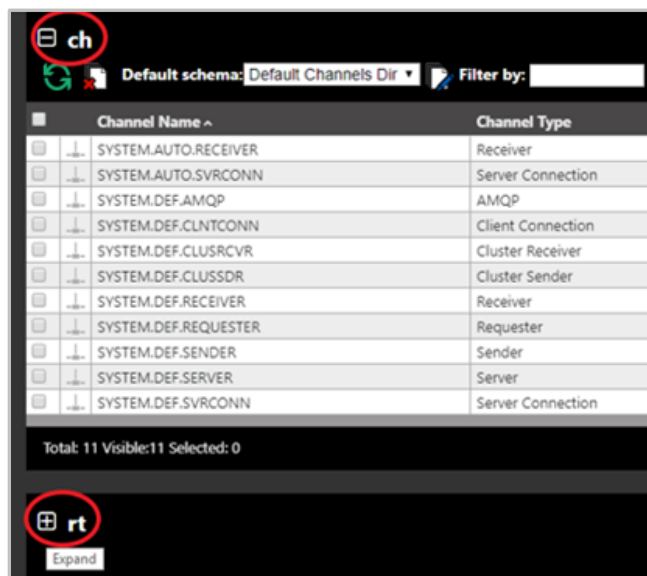 ch
Default schema: Default Channels Dir Filter by:
Channel Name Channel Type
SYSTEM.AUTO.RECEIVER Receiver
SYSTEM.AUTO.SVRCONN Server Connection
SYSTEM.DEF.AMQP AMQP
SYSTEM.DEF.CLNTCONN Client Connection
SYSTEM.DEF.CLUSRCVR Cluster Receiver
SYSTEM.DEF.CLUSSDR Cluster Sender
SYSTEM.DEF.RECEIVER Receiver
SYSTEM.DEF.REQUESTER Requester
SYSTEM.DEF.SENDER Sender
SYSTEM.DEF.SERVER Server
SYSTEM.DEF.SVRCONN Server Connection
Total: 11 Visible:11 Selected: 0
rt
Expand